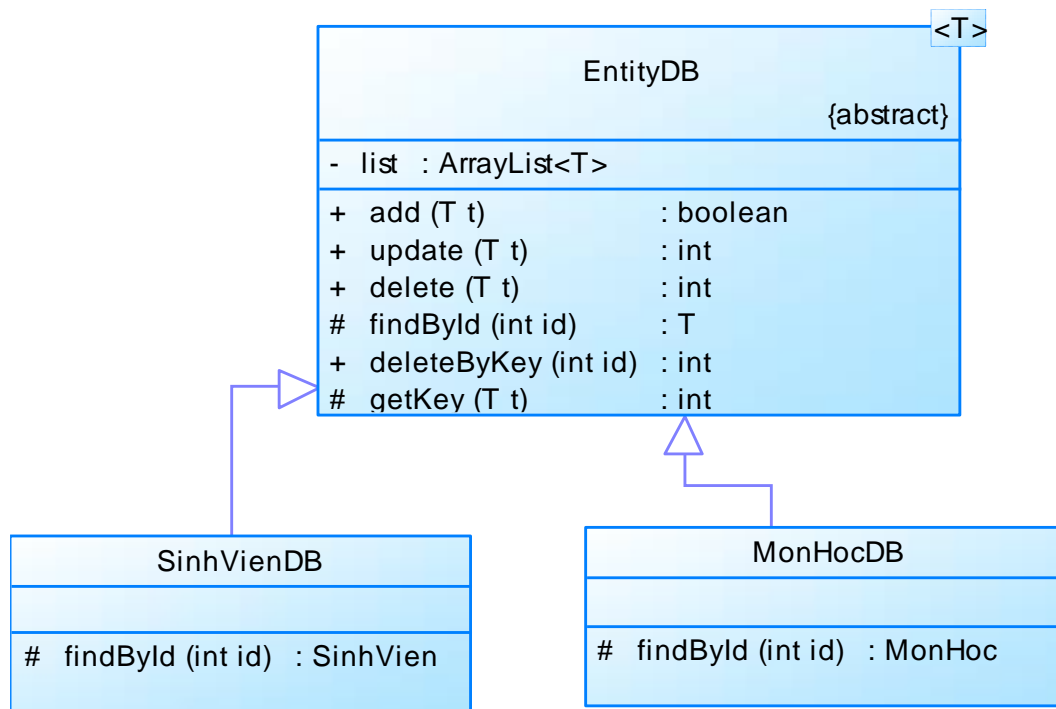 <T>
EntityDB
{abstract}
- list : ArrayList<T>
+ add (T t) : boolean
+ update (T t) : int
+ delete (T t) : int
# findById (int id) : T
+ deleteByKey (int id) : int
# getKey (T t) : int
SinhVienDB
# findById (int id) : SinhVien
MonHocDB
# findById (int id) : MonHoc